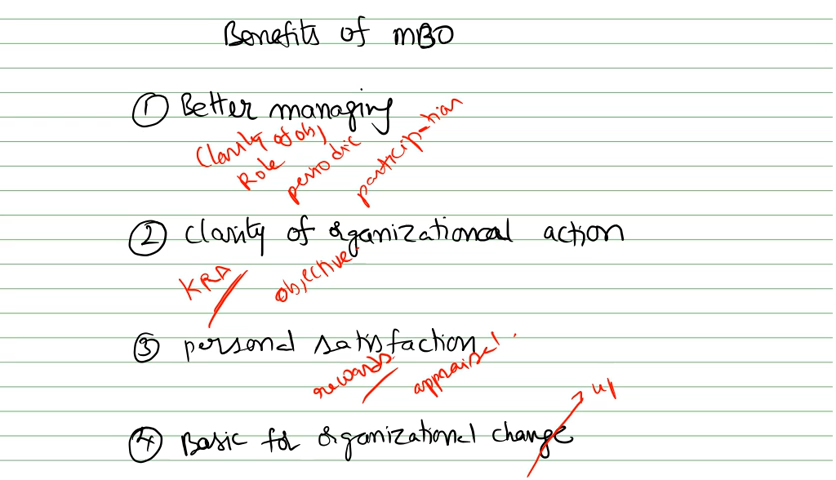 Benefits of MBO
① Better managing
Clarity of obj
Role
periodic
participation
② Clarity of organizational action
KRA
objective
③ personal satisfaction
rewards
appraisal
④ Basic for organizational change
up